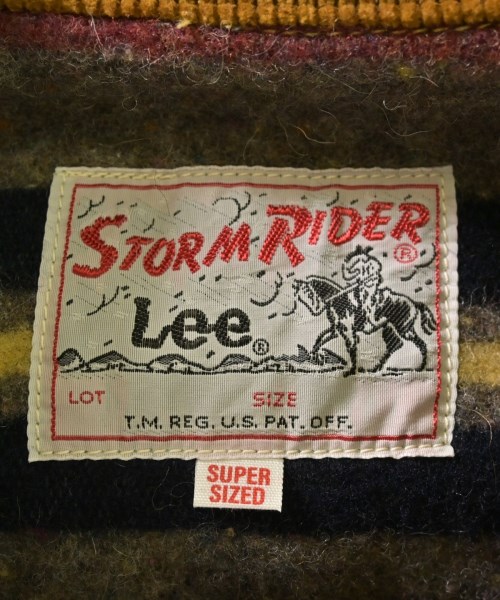 STORM RIDER ®
Lee ®
LOT SIZE
T.M. REG. U.S. PAT. OFF.
SUPER
SIZED